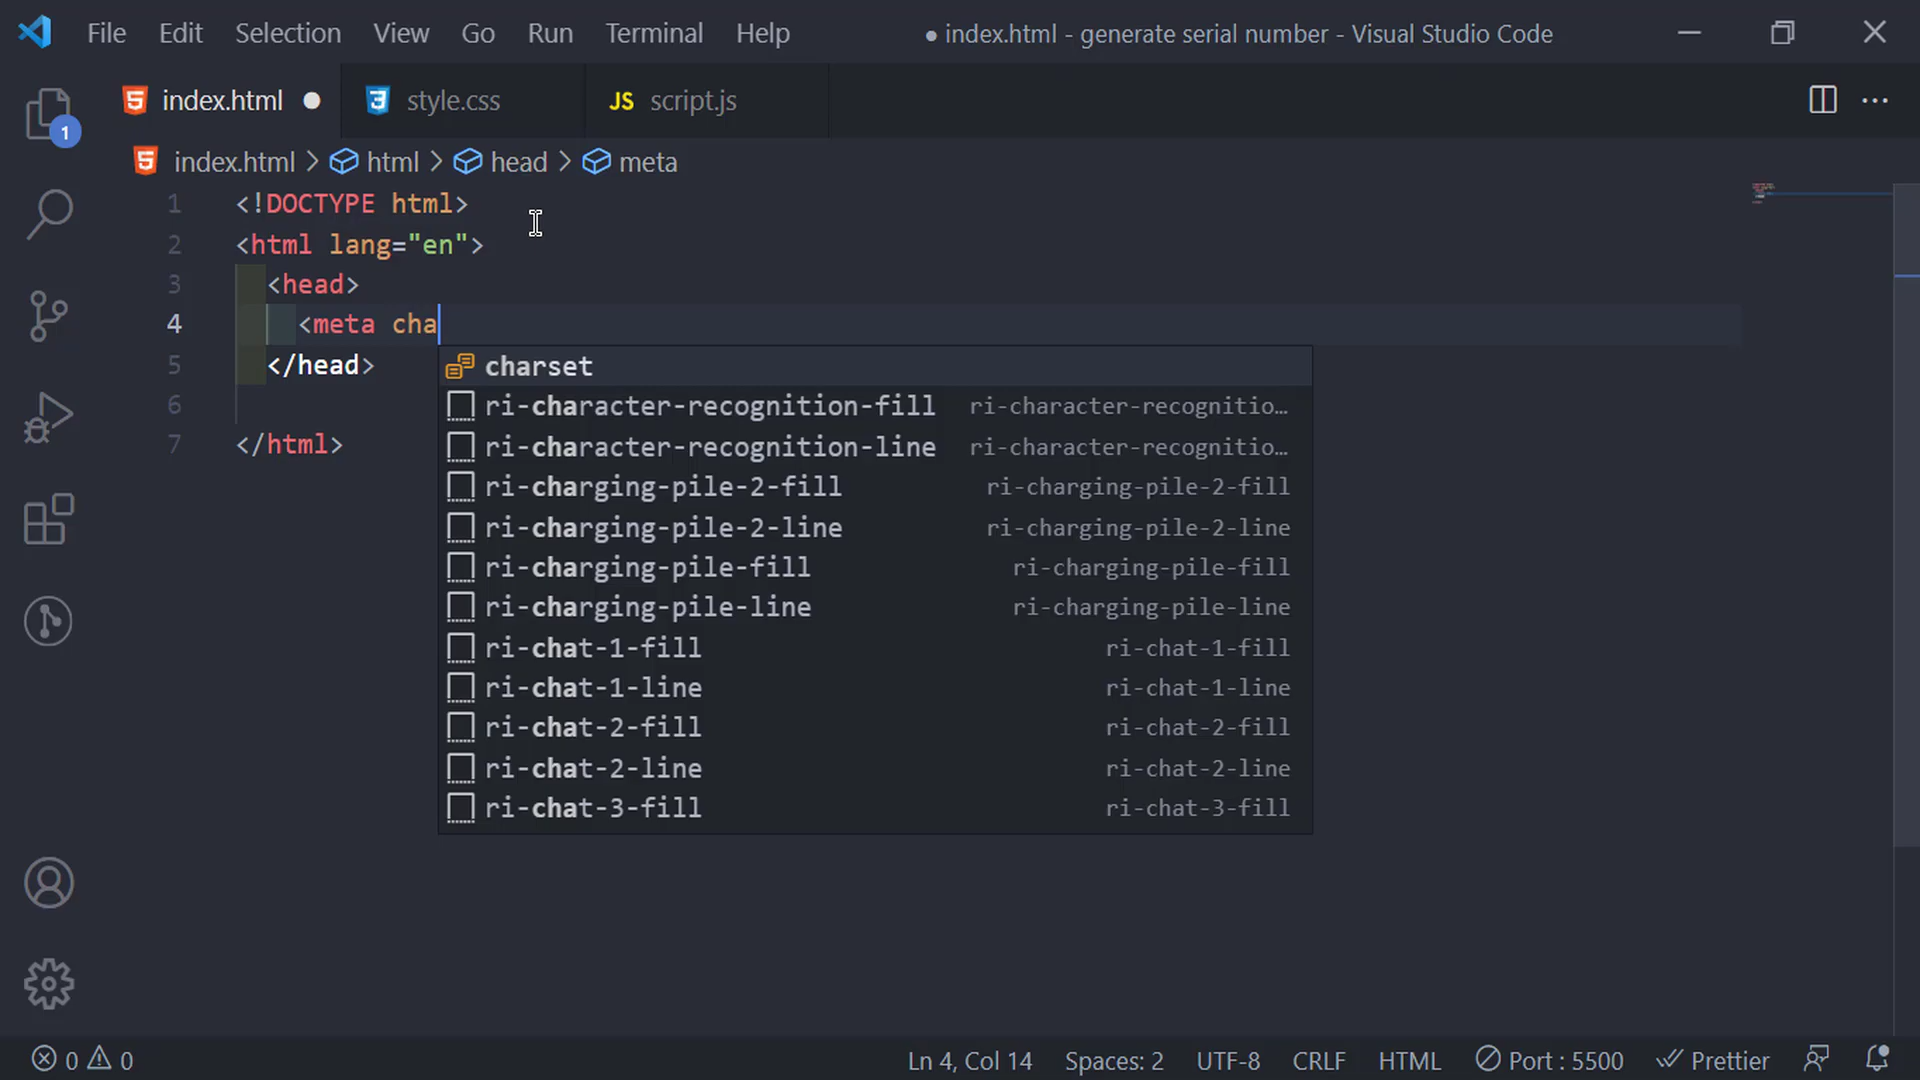 File Edit Selection View Go Run Terminal Help ● index.html - generate serial number - Visual Studio Code
index.html ● style.css JS script.js
1
index.html > html > head > meta
1 <!DOCTYPE html>
2 <html lang="en">
3 <head>
4 <meta cha
5 </head>
6
7 </html>
charset
ri-character-recognition-fill ri-character-recognitio…
ri-character-recognition-line ri-character-recognitio…
ri-charging-pile-2-fill ri-charging-pile-2-fill
ri-charging-pile-2-line ri-charging-pile-2-line
ri-charging-pile-fill ri-charging-pile-fill
ri-charging-pile-line ri-charging-pile-line
ri-chat-1-fill ri-chat-1-fill
ri-chat-1-line ri-chat-1-line
ri-chat-2-fill ri-chat-2-fill
ri-chat-2-line ri-chat-2-line
ri-chat-3-fill ri-chat-3-fill
0 0 Ln 4, Col 14 Spaces: 2 UTF-8 CRLF HTML Port : 5500 Prettier